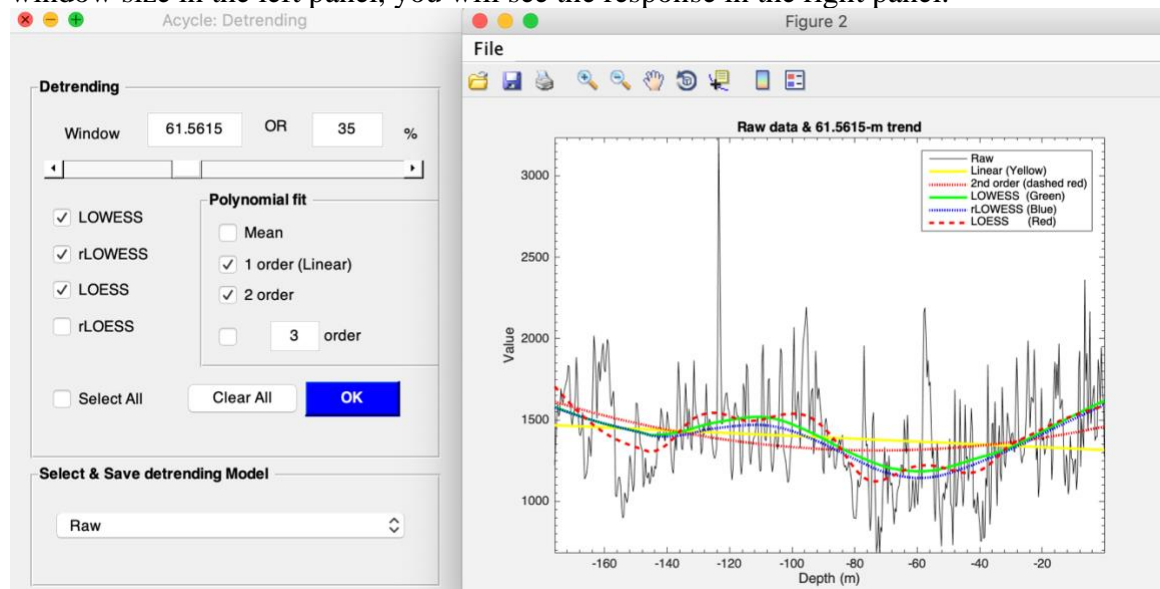 window size in the left panel, you will see the response in the right panel.
Acycle: Detrending
Detrending
Window 61.5615 OR 35 %
LOWESS
rLOWESS
LOESS
rLOESS
Polynomial fit
Mean
1 order (Linear)
2 order
3 order
Select All Clear All OK
Select & Save detrending Model
Raw
Figure 2
File
Raw data & 61.5615-m trend
Raw
Linear (Yellow)
2nd order (dashed red)
LOWESS (Green)
rLOWESS (Blue)
LOESS (Red)
3000
2500
2000
1500
1000
Value
-160 -140 -120 -100 -80 -60 -40 -20
Depth (m)